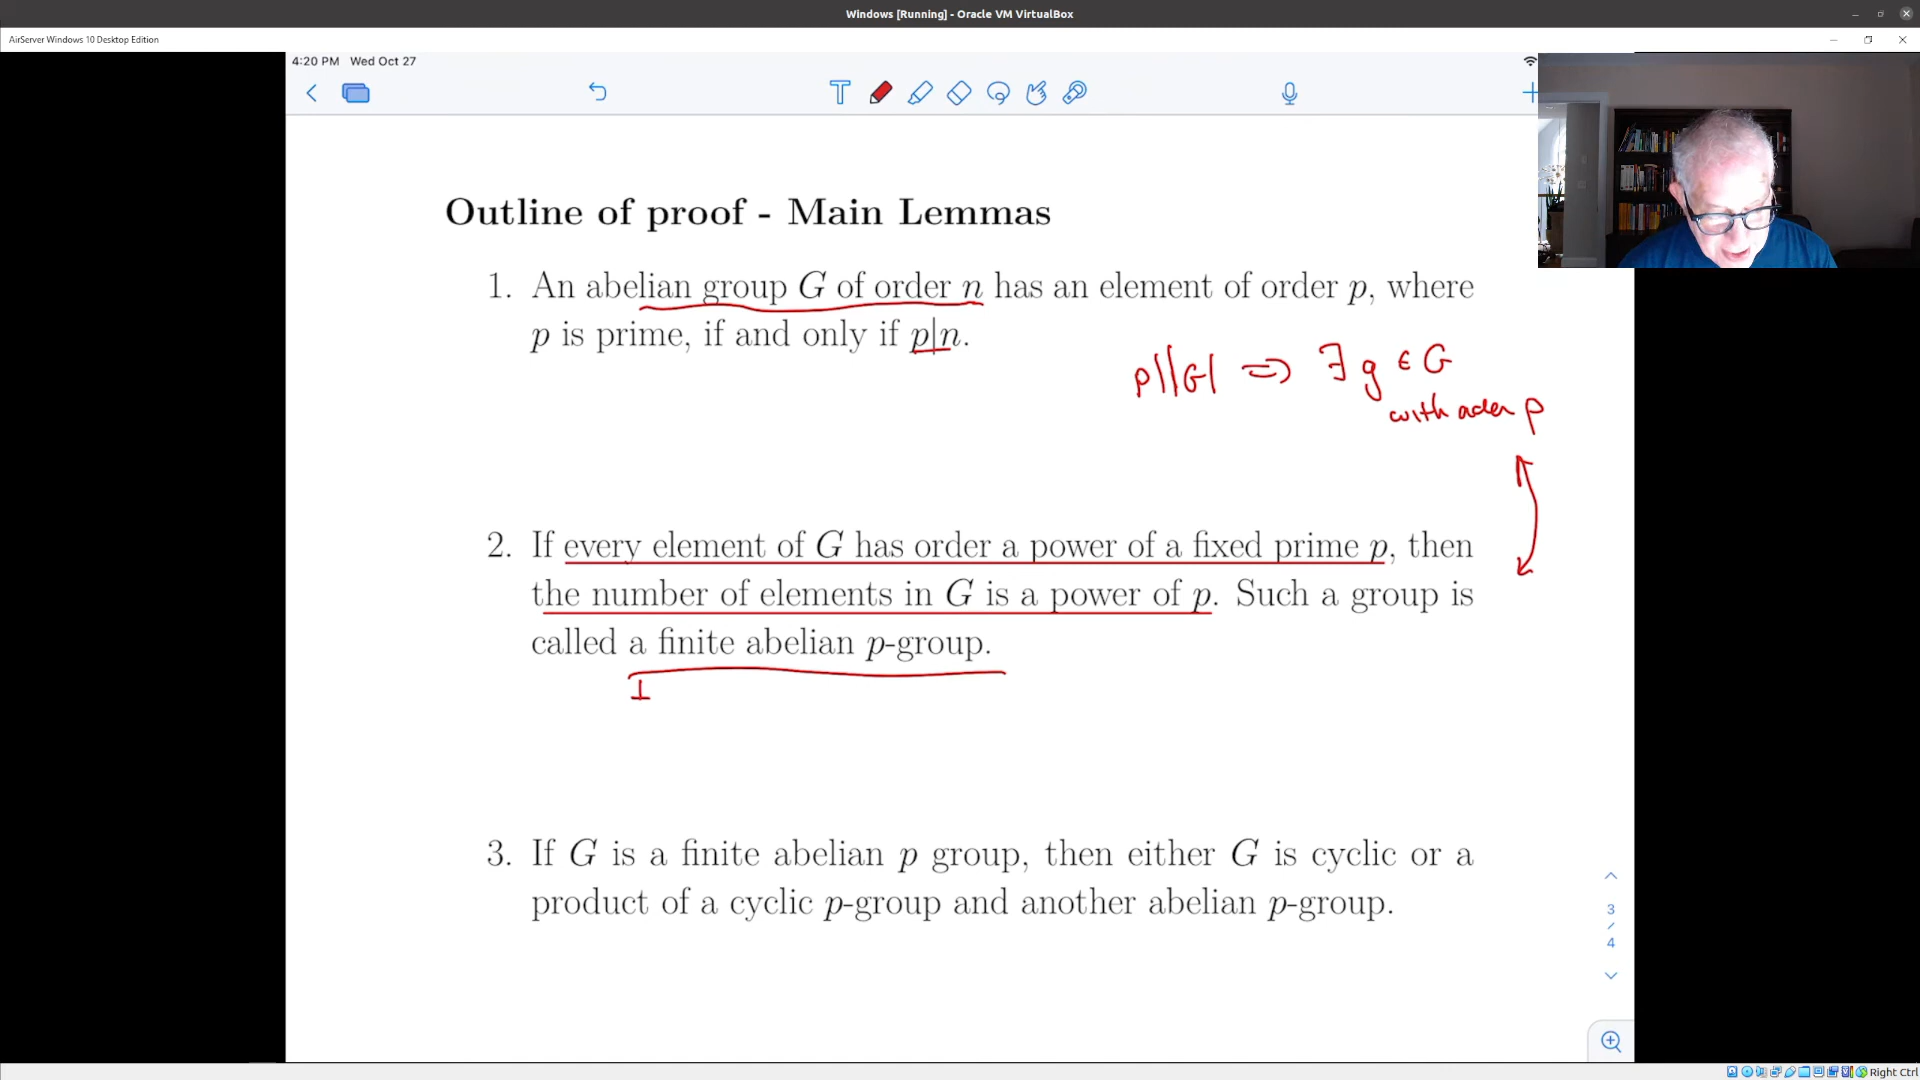 Windows [Running] - Oracle VM VirtualBox
AirServer Windows 10 Desktop Edition
4:20 PM Wed Oct 27
Outline of proof - Main Lemmas
1. An abelian group G of order n has an element of order p, where
p is prime, if and only if p|n.
p||G| => ∃ g ∈ G
with order p
2. If every element of G has order a power of a fixed prime p, then
the number of elements in G is a power of p. Such a group is
called a finite abelian p-group.
I
3. If G is a finite abelian p group, then either G is cyclic or a
product of a cyclic p-group and another abelian p-group.
3
/
4
Right Ctrl